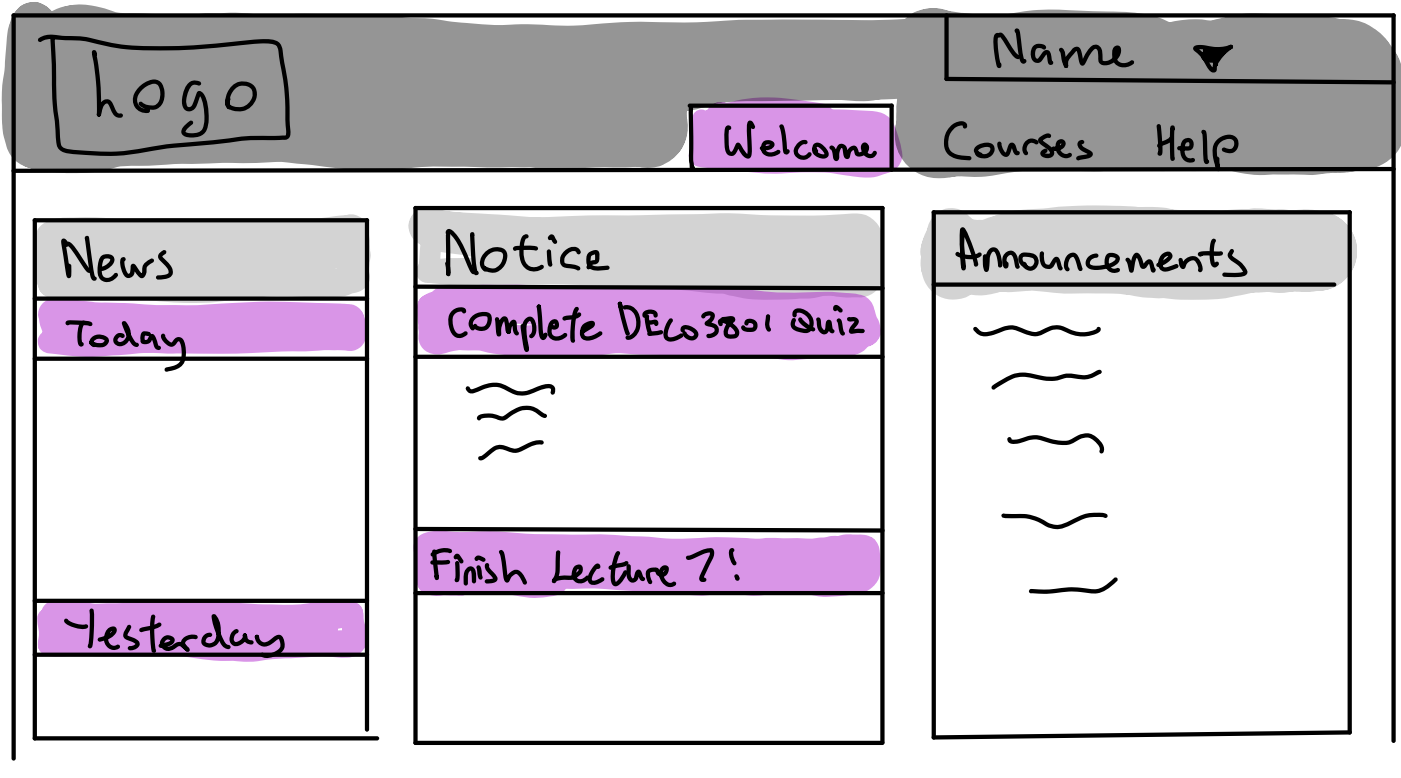 Logo
Name
Welcome
Courses
Help
News
Today
Yesterday
Notice
Complete DECO3801 Quiz
Finish Lecture 7!
Announcements